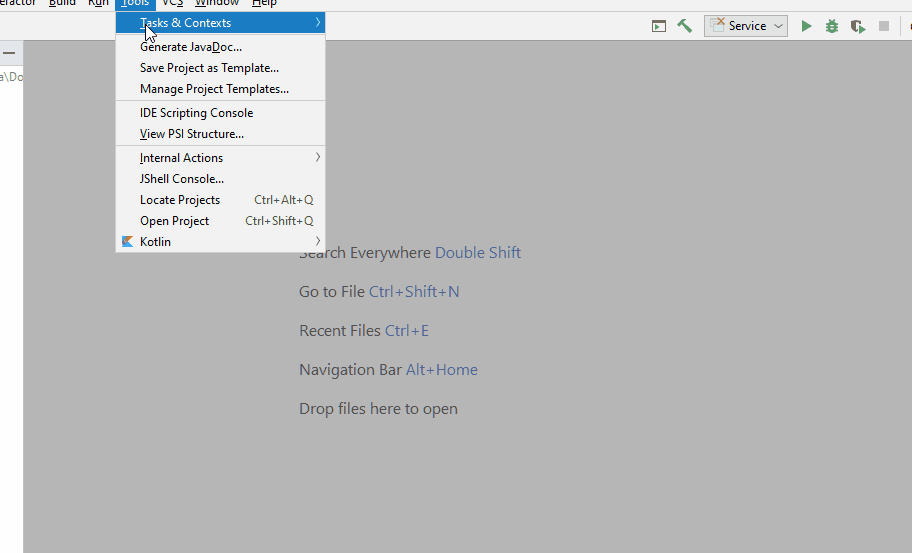 efactor Build Run Tools VCS Window Help
Tasks & Contexts
Service
Generate JavaDoc...
a\Do
Save Project as Template...
Manage Project Templates...
IDE Scripting Console
View PSI Structure...
Internal Actions
JShell Console...
Locate Projects Ctrl+Alt+Q
Open Project Ctrl+Shift+Q
Kotlin
Search Everywhere Double Shift
Go to File Ctrl+Shift+N
Recent Files Ctrl+E
Navigation Bar Alt+Home
Drop files here to open